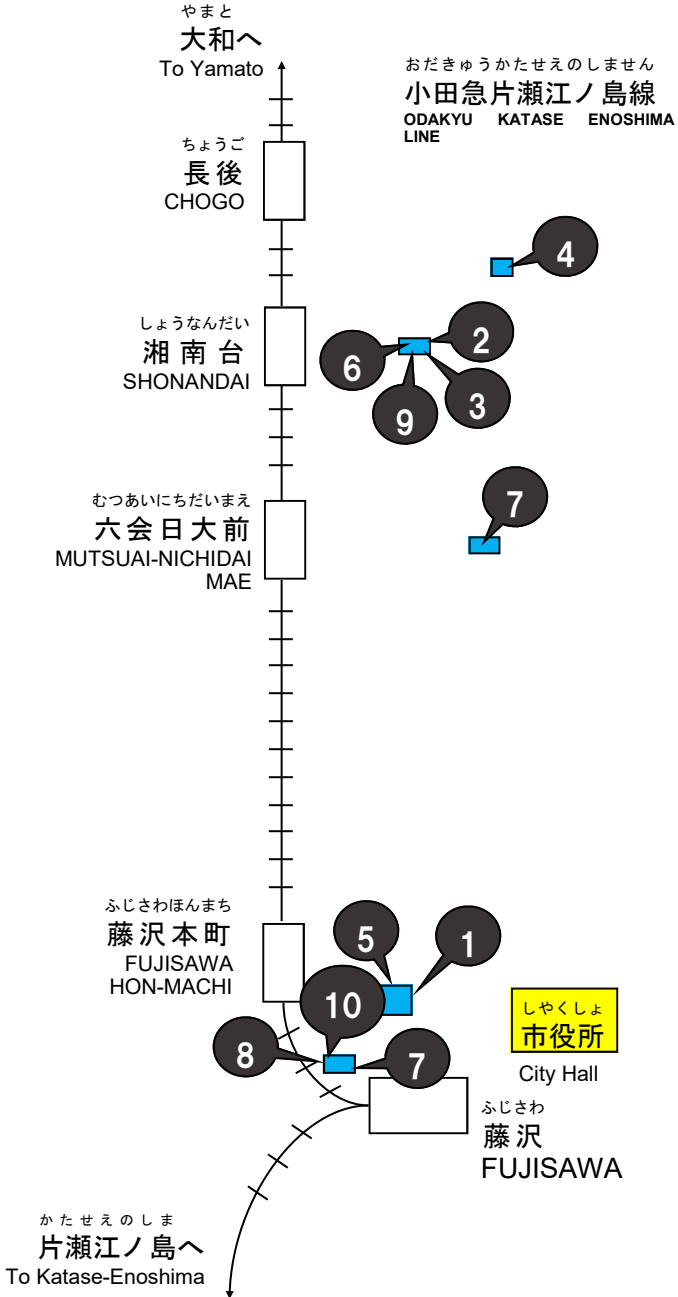 やまと
大和へ
To Yamato
おだきゅうかたせえのしません
小田急片瀬江ノ島線
ODAKYU KATASE ENOSHIMA
LINE
ちょうご
長後
CHOGO
4
しょうなんだい
湘南台
SHONANDAI
2
6
3
9
むつあいにちだいまえ
六会日大前
MUTSUAI-NICHIDAI
MAE
7
ふじさわほんまち
藤沢本町
FUJISAWA
HON-MACHI
5
1
10
8
7
しやくしょ
市役所
City Hall
ふじさわ
藤沢
FUJISAWA
かたせえのしま
片瀬江ノ島へ
To Katase-Enoshima